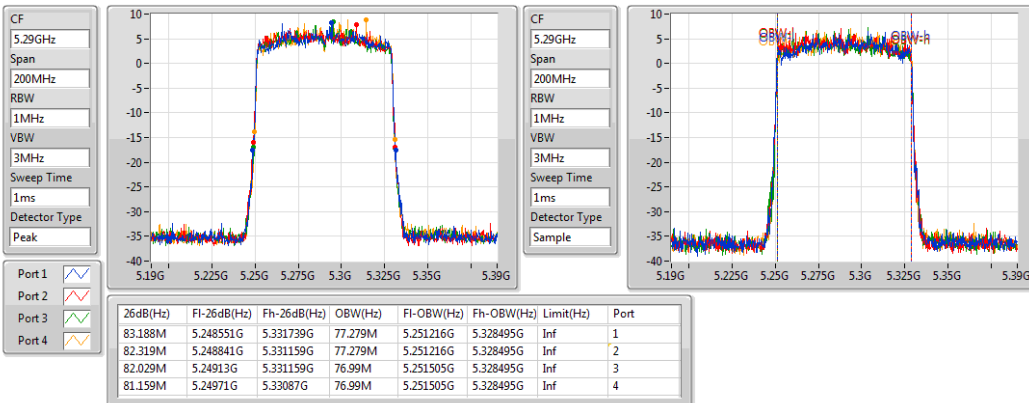 CF
5.29GHz
Span
200MHz
RBW
1MHz
VBW
3MHz
Sweep Time
1ms
Detector Type
Peak
10
5
0
-5
-10
-15
-20
-25
-30
-35
-40
5.19G 5.225G 5.25G 5.275G 5.3G 5.325G 5.35G 5.39G
CF
5.29GHz
Span
200MHz
RBW
1MHz
VBW
3MHz
Sweep Time
1ms
Detector Type
Sample
10
5
0
-5
-10
-15
-20
-25
-30
-35
-40
OBW-h
5.19G 5.225G 5.25G 5.275G 5.3G 5.325G 5.35G 5.39G
Port 1
Port 2
Port 3
Port 4
26dB(Hz) Fl-26dB(Hz) Fh-26dB(Hz) OBW(Hz) Fl-OBW(Hz) Fh-OBW(Hz) Limit(Hz) Port
83.188M 5.248551G 5.331739G 77.279M 5.251216G 5.328495G Inf 1
82.319M 5.248841G 5.331159G 77.279M 5.251216G 5.328495G Inf 2
82.029M 5.24913G 5.331159G 76.99M 5.251505G 5.328495G Inf 3
81.159M 5.24971G 5.33087G 76.99M 5.251505G 5.328495G Inf 4